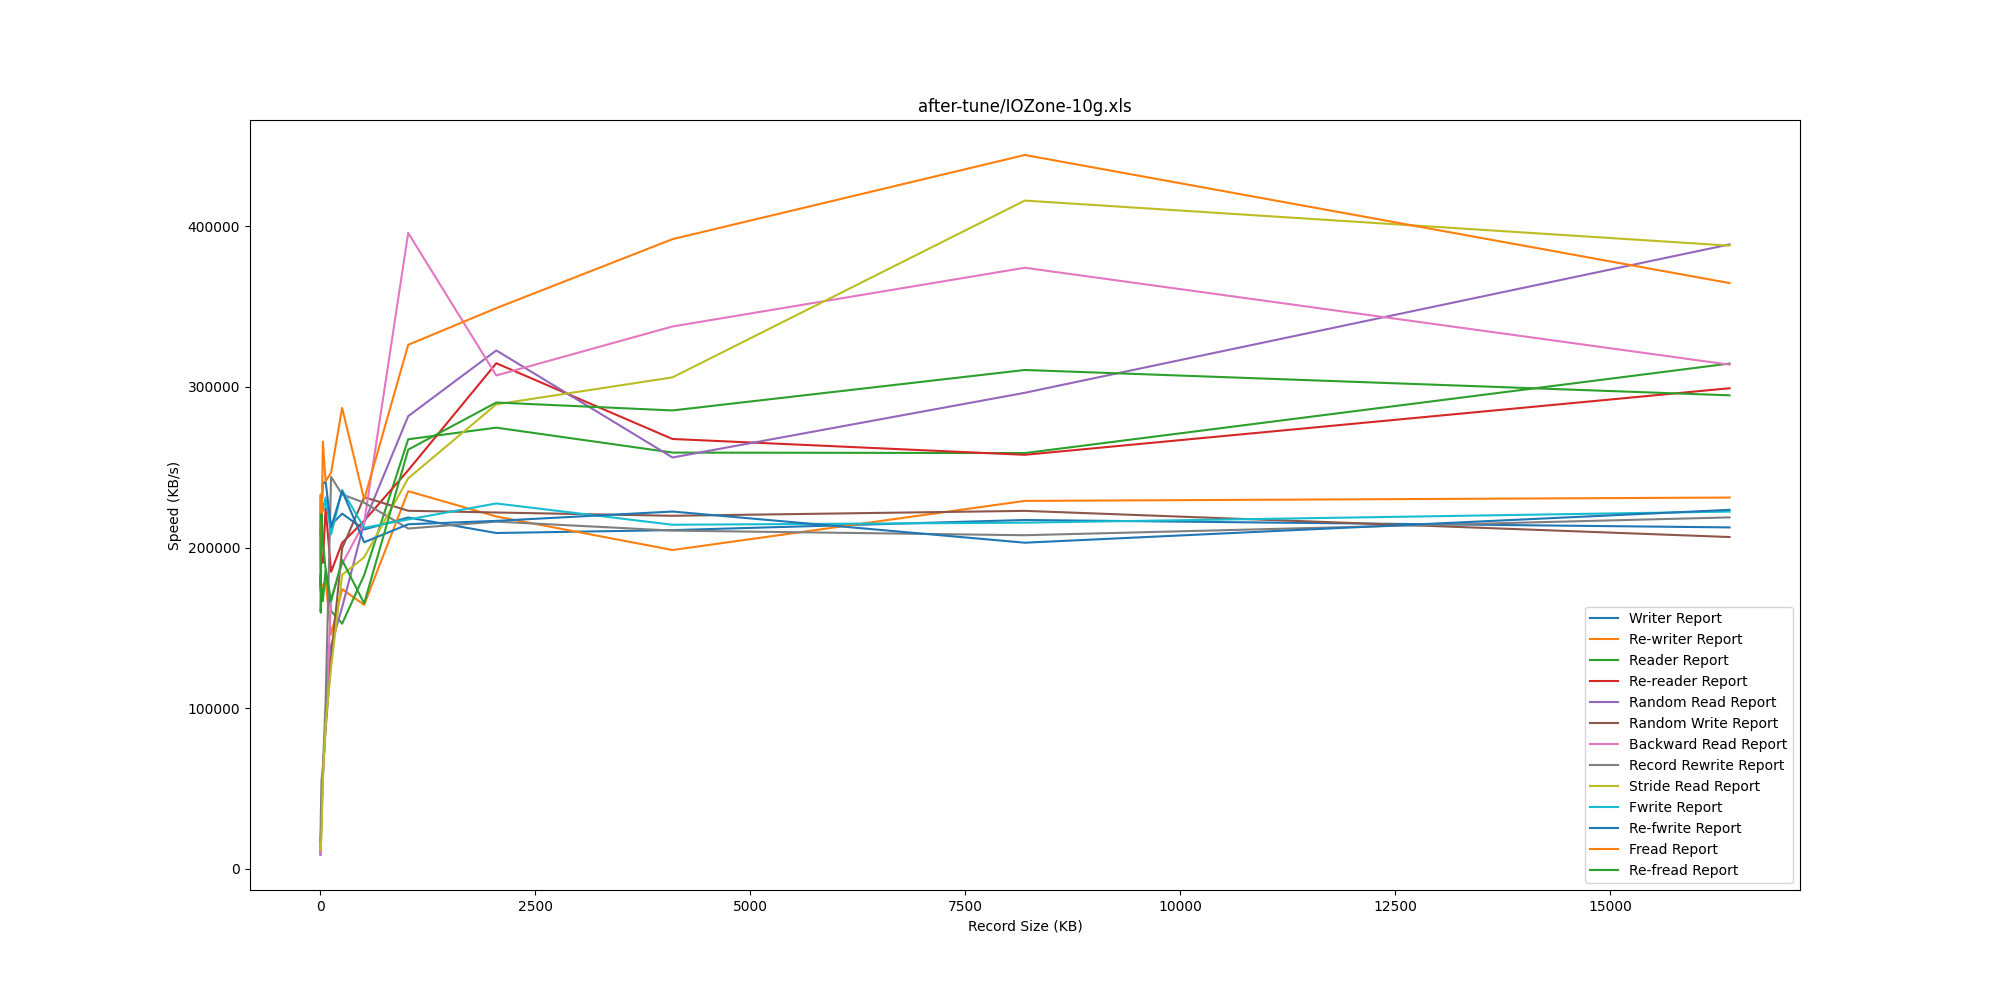 after-tune/IOZone-10g.xls
Speed (KB/s)
400000
300000
200000
100000
0
0 2500 5000 7500 10000 12500 15000
Record Size (KB)
Writer Report
Re-writer Report
Reader Report
Re-reader Report
Random Read Report
Random Write Report
Backward Read Report
Record Rewrite Report
Stride Read Report
Fwrite Report
Re-fwrite Report
Fread Report
Re-fread Report